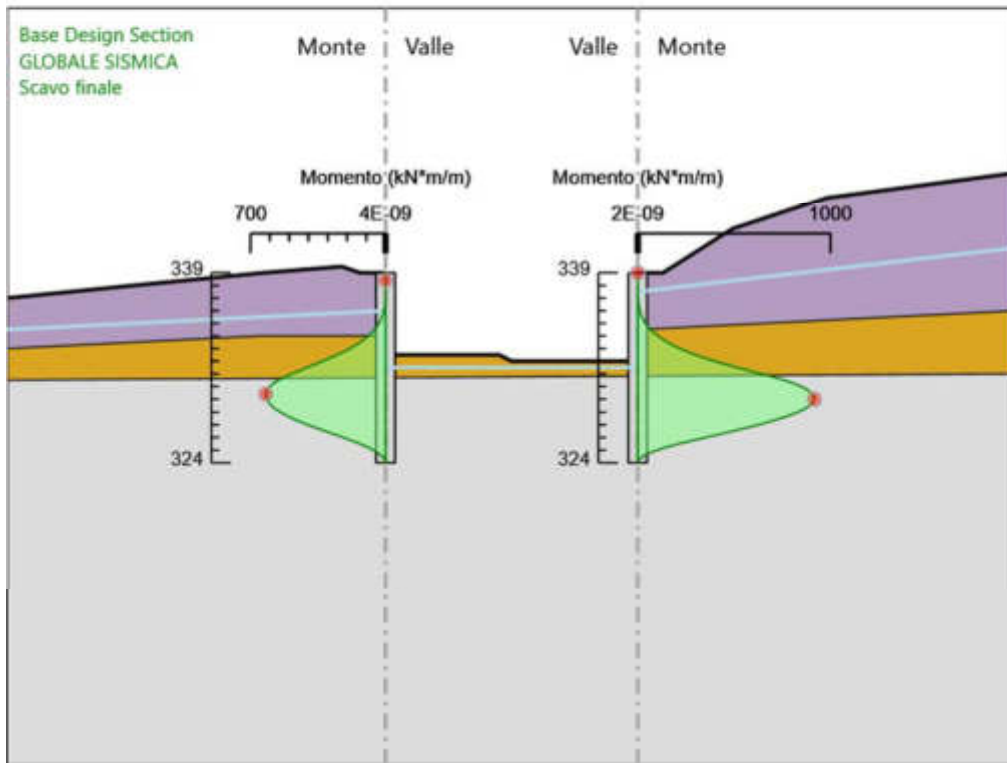 Base Design Section
GLOBALE SISMICA
Scavo finale
Monte Valle Valle Monte
Momento (kN*m/m) Momento (kN*m/m)
700 4E-09 2E-09 1000
339 339
324 324